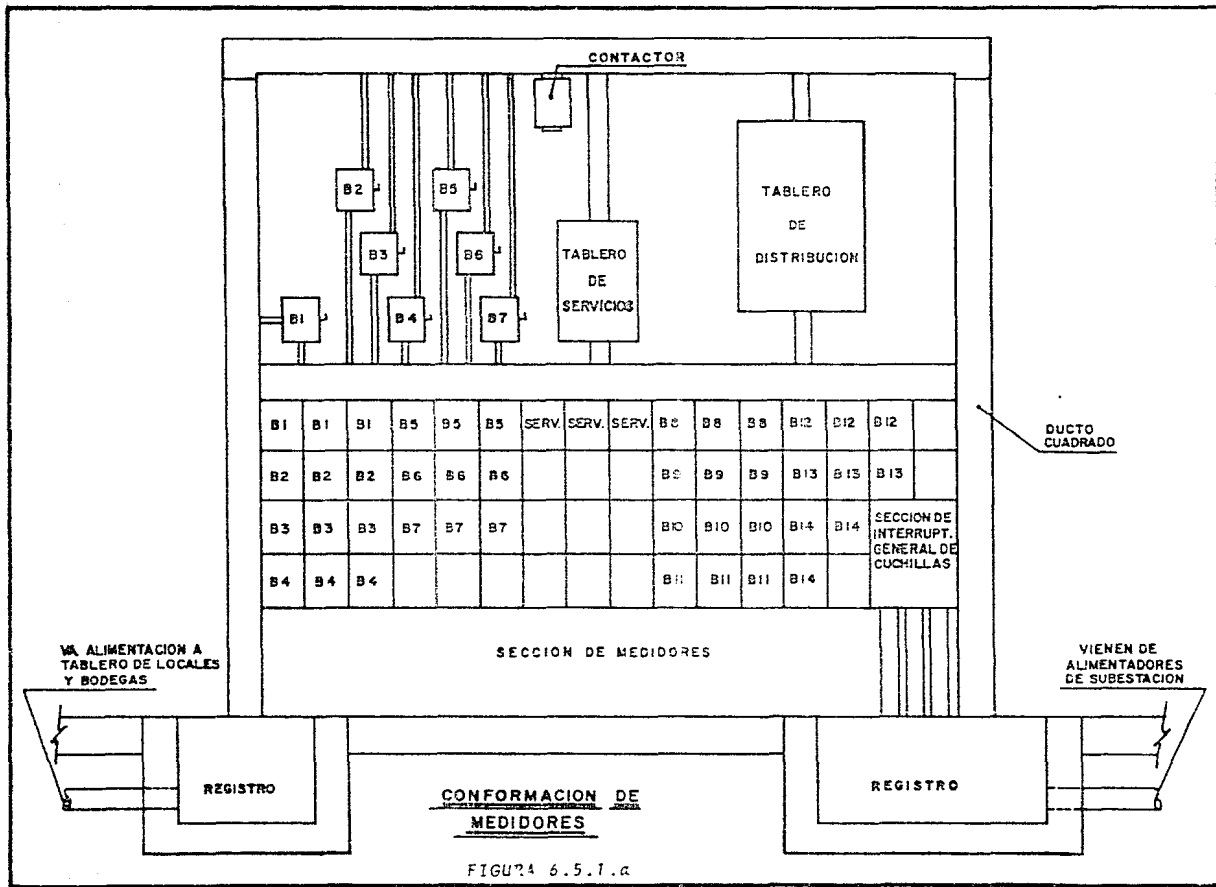 CONTACTOR
B2
B5
TABLERO
DE
DISTRIBUCION
B3
B6
TABLERO
DE
SERVICIOS
B1
B4
B7
B1 B1 B1 B5 B5 B5 SERV. SERV. SERV. B8 B8 B8 B12 B12 B12
DUCTO
CUADRADO
B2 B2 B2 B6 B6 B6 B9 B9 B9 B13 B13 B13
B3 B3 B3 B7 B7 B7 B10 B10 B10 B14 B14
SECCION DE
INTERRUPT.
GENERAL DE
CUCHILLAS
B4 B4 B4 B11 B11 B11 B14
SECCION DE MEDIDORES
VA ALIMENTACION A
TABLERO DE LOCALES
Y BODEGAS
VIENEN DE
ALIMENTADORES
DE SUBESTACION
REGISTRO
REGISTRO
CONFORMACION DE
MEDIDORES
FIGURA 6.5.1.a